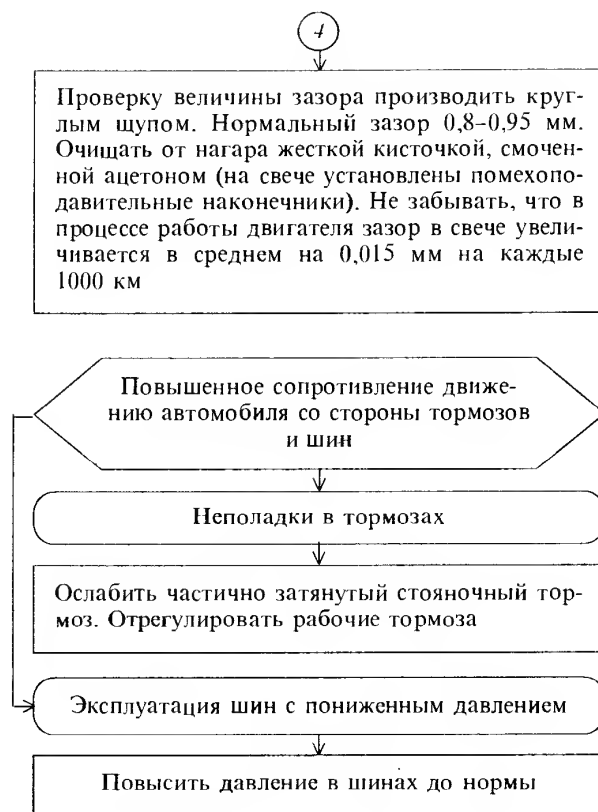 4
Проверку величины зазора производить круг-
лым щупом. Нормальный зазор 0,8–0,95 мм.
Очищать от нагара жесткой кисточкой, смочен-
ной ацетоном (на свече установлены помехопо-
давительные наконечники). Не забывать, что в
процессе работы двигателя зазор в свече увели-
чивается в среднем на 0,015 мм на каждые
1000 км
Повышенное сопротивление движе-
нию автомобиля со стороны тормозов
и шин
Неполадки в тормозах
Ослабить частично затянутый стояночный тор-
моз. Отрегулировать рабочие тормоза
Эксплуатация шин с пониженным давлением
Повысить давление в шинах до нормы